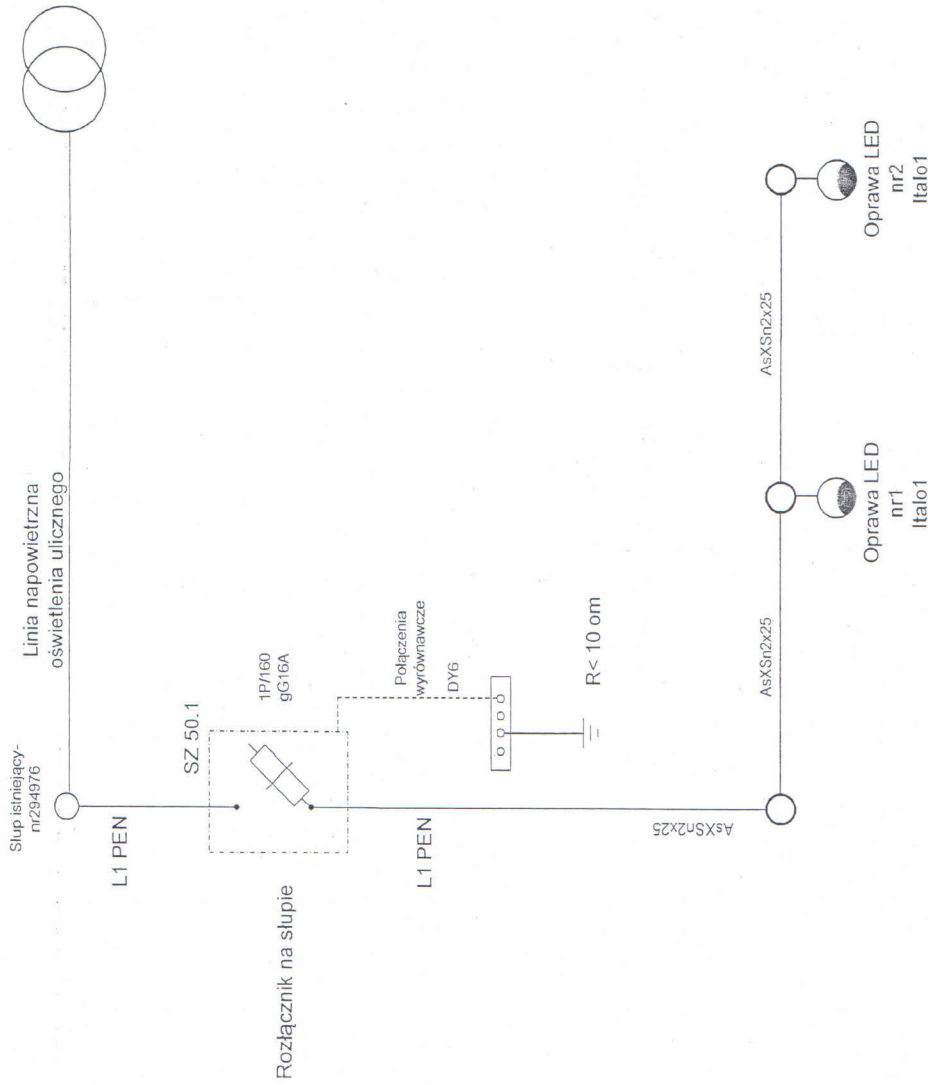 Słup istniejący-
nr294976
Linia napowietrzna
oświetlenia ulicznego
L1 PEN
SZ 50.1
1P/160
gG16A
Rozłącznik na słupie
Połączenia
wyrównawcze
DY6
R< 10 om
L1 PEN
AsXSn2x25
AsXSn2x25
AsXSn2x25
Oprawa LED
nr1
Italo1
Oprawa LED
nr2
Italo1